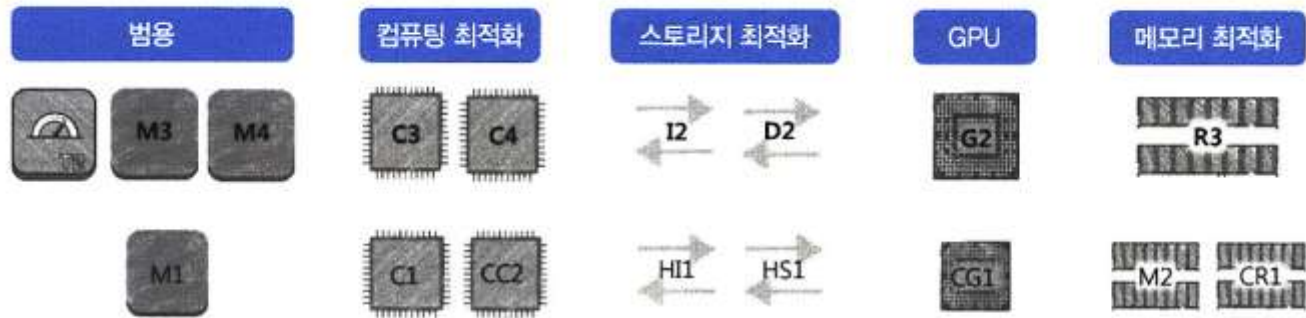 범용 컴퓨팅 최적화 스토리지 최적화 GPU 메모리 최적화
M3 M4 C3 C4 I2 D2 G2 R3
M1 C1 CC2 HI1 HS1 CG1 M2 CR1